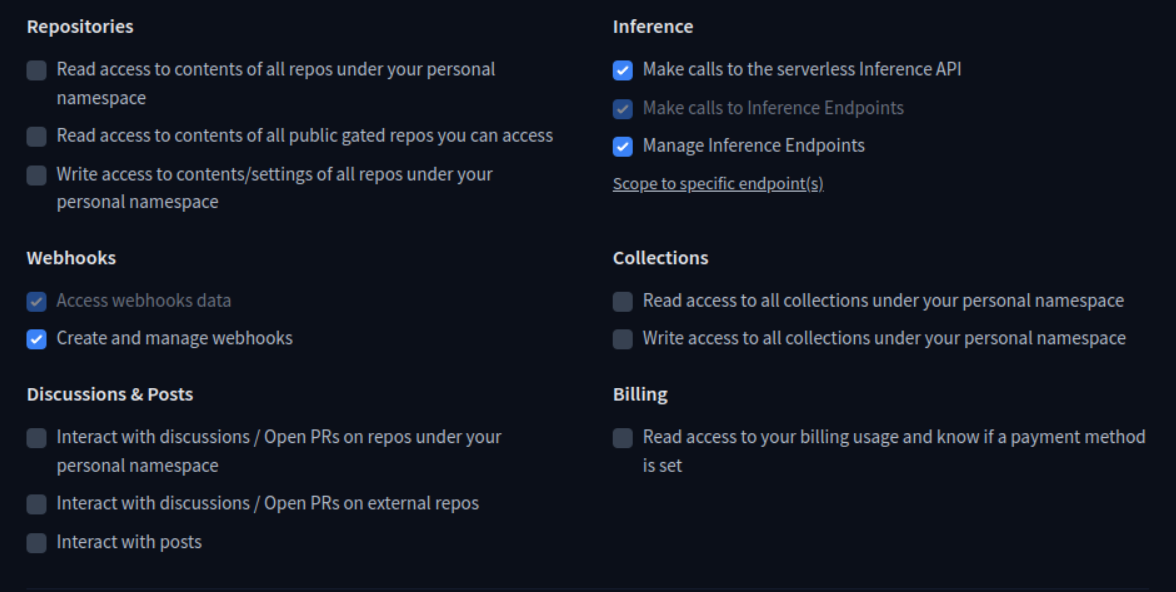 Repositories
Read access to contents of all repos under your personal
namespace
Read access to contents of all public gated repos you can access
Write access to contents/settings of all repos under your
personal namespace
Inference
Make calls to the serverless Inference API
Make calls to Inference Endpoints
Manage Inference Endpoints
Scope to specific endpoint(s)
Webhooks
Access webhooks data
Create and manage webhooks
Collections
Read access to all collections under your personal namespace
Write access to all collections under your personal namespace
Discussions & Posts
Interact with discussions / Open PRs on repos under your
personal namespace
Interact with discussions / Open PRs on external repos
Interact with posts
Billing
Read access to your billing usage and know if a payment method
is set